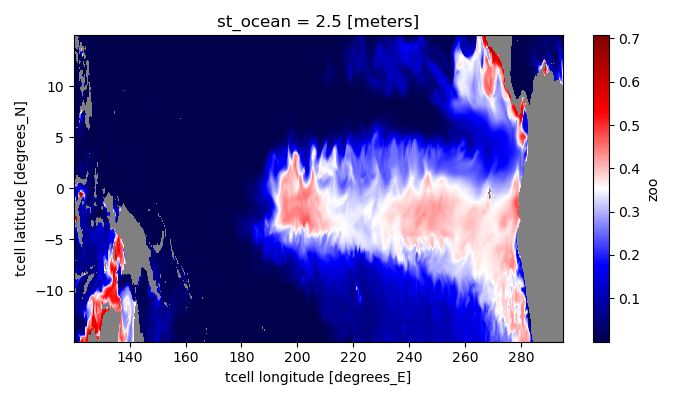 st_ocean = 2.5 [meters]
10
5
0
−5
−10
tcell latitude [degrees_N]
140 160 180 200 220 240 260 280
tcell longitude [degrees_E]
0.7
0.6
0.5
0.4
0.3
0.2
0.1
zoo